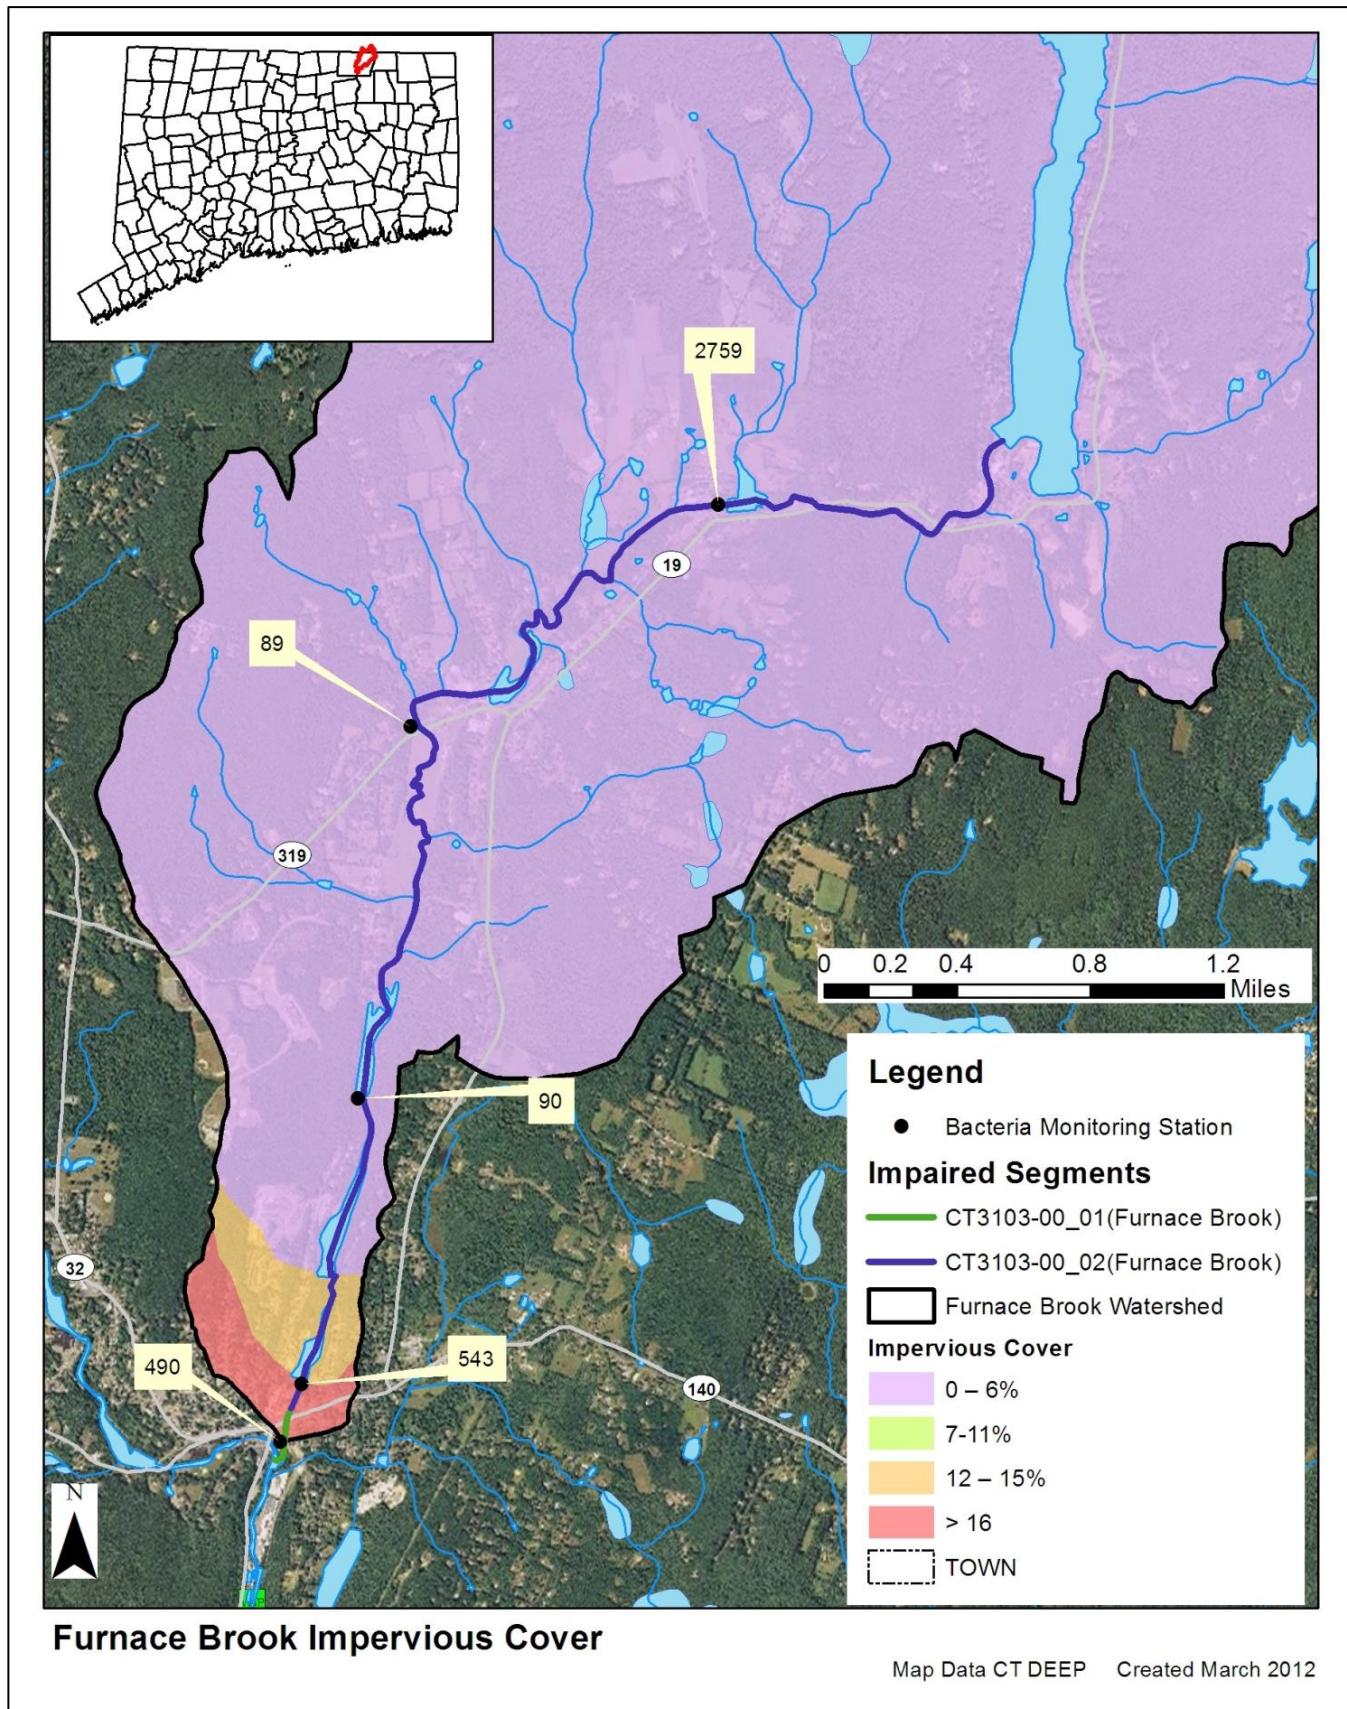 2759
19
89
319
0 0.2 0.4 0.8 1.2
Miles
90
32
490
543
140
N
Legend
Bacteria Monitoring Station
Impaired Segments
CT3103-00_01(Furnace Brook)
CT3103-00_02(Furnace Brook)
Furnace Brook Watershed
Impervious Cover
0 – 6%
7-11%
12 – 15%
> 16
TOWN
Furnace Brook Impervious Cover
Map Data CT DEEP Created March 2012